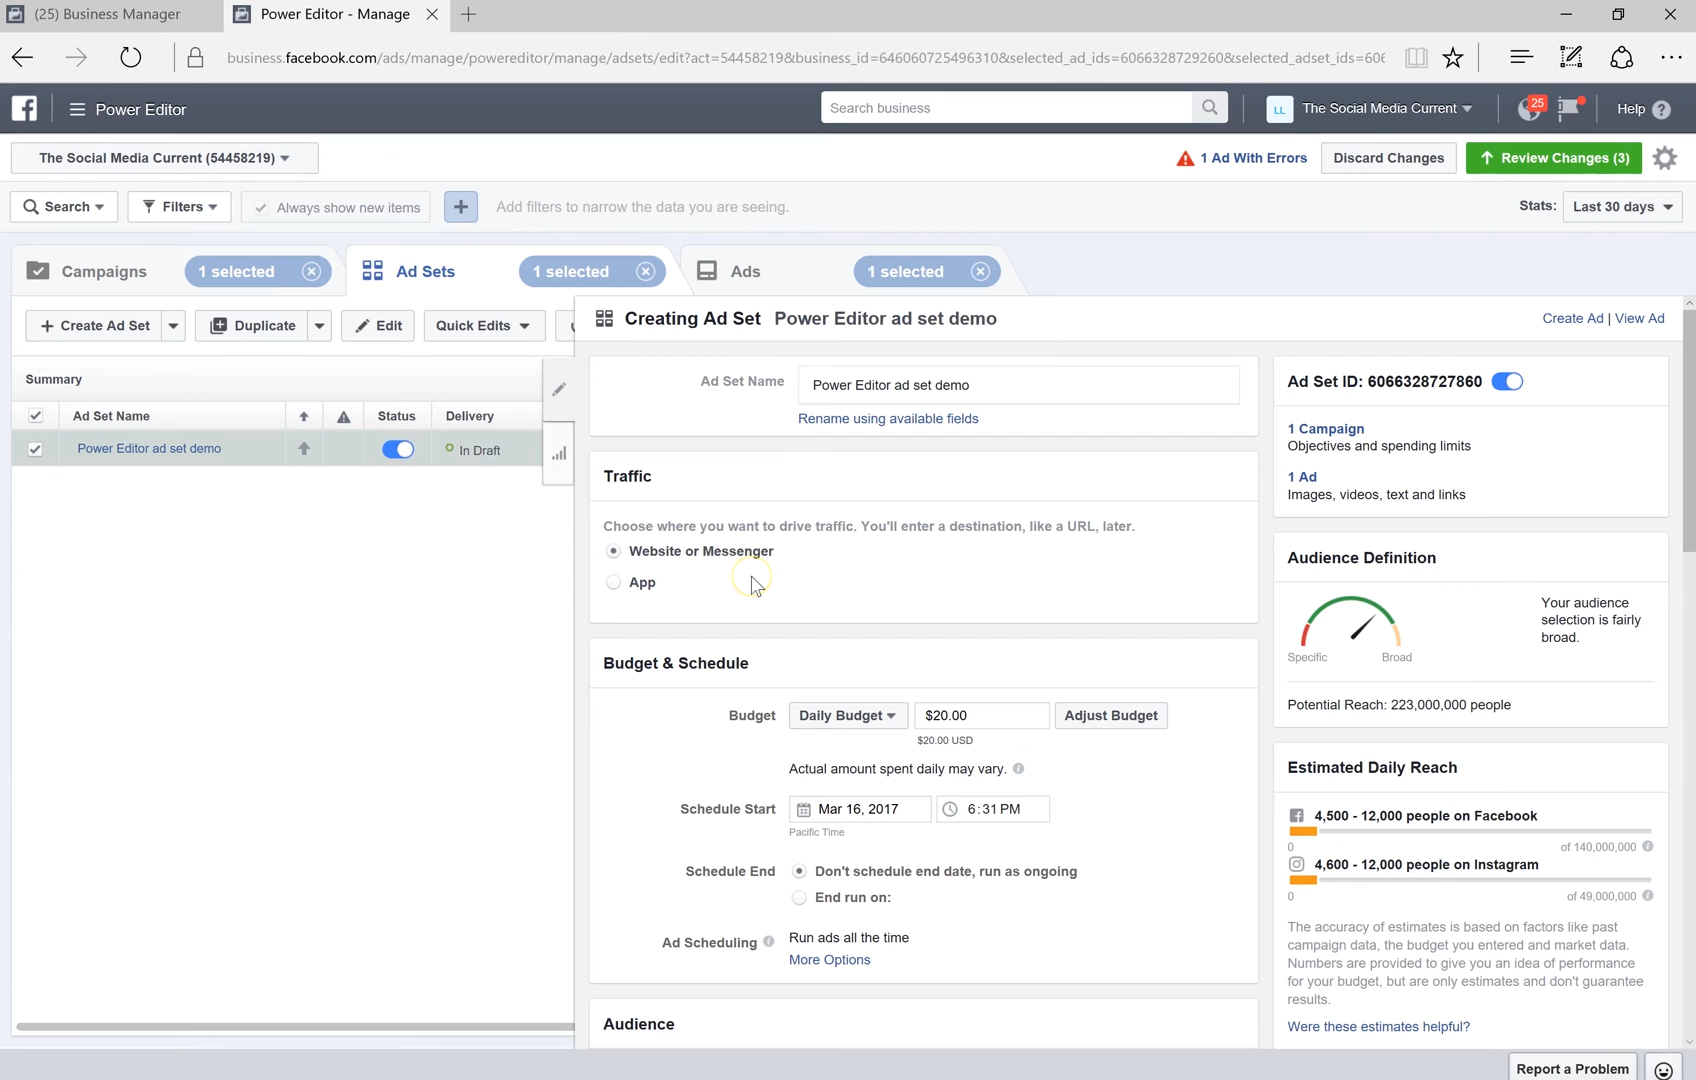 (25) Business Manager
Power Editor - Manage
business.facebook.com/ads/manage/powereditor/manage/adsets/edit?act=54458219&business_id=646060725496310&selected_ad_ids=6066328729260&selected_adset_ids=606
Power Editor
Search business
LL
The Social Media Current
25
Help
The Social Media Current (54458219)
1 Ad With Errors
Discard Changes
Review Changes (3)
Search
Filters
Always show new items
Add filters to narrow the data you are seeing.
Stats:
Last 30 days
Campaigns
1 selected
Ad Sets
1 selected
Ads
1 selected
Create Ad Set
Duplicate
Edit
Quick Edits
Creating Ad Set Power Editor ad set demo
Create Ad | View Ad
Summary
Ad Set Name
Status
Delivery
Power Editor ad set demo
In Draft
Ad Set Name
Power Editor ad set demo
Rename using available fields
Traffic
Choose where you want to drive traffic. You'll enter a destination, like a URL, later.
Website or Messenger
App
Budget & Schedule
Budget
Daily Budget
$20.00
Adjust Budget
$20.00 USD
Actual amount spent daily may vary.
Schedule Start
Mar 16, 2017
6:31PM
Pacific Time
Schedule End
Don't schedule end date, run as ongoing
End run on:
Ad Scheduling
Run ads all the time
More Options
Audience
Ad Set ID: 6066328727860
1 Campaign
Objectives and spending limits
1 Ad
Images, videos, text and links
Audience Definition
Specific
Broad
Your audience
selection is fairly
broad.
Potential Reach: 223,000,000 people
Estimated Daily Reach
4,500 - 12,000 people on Facebook
0
of 140,000,000
4,600 - 12,000 people on Instagram
0
of 49,000,000
The accuracy of estimates is based on factors like past
campaign data, the budget you entered and market data.
Numbers are provided to give you an idea of performance
for your budget, but are only estimates and don't guarantee
results.
Were these estimates helpful?
Report a Problem